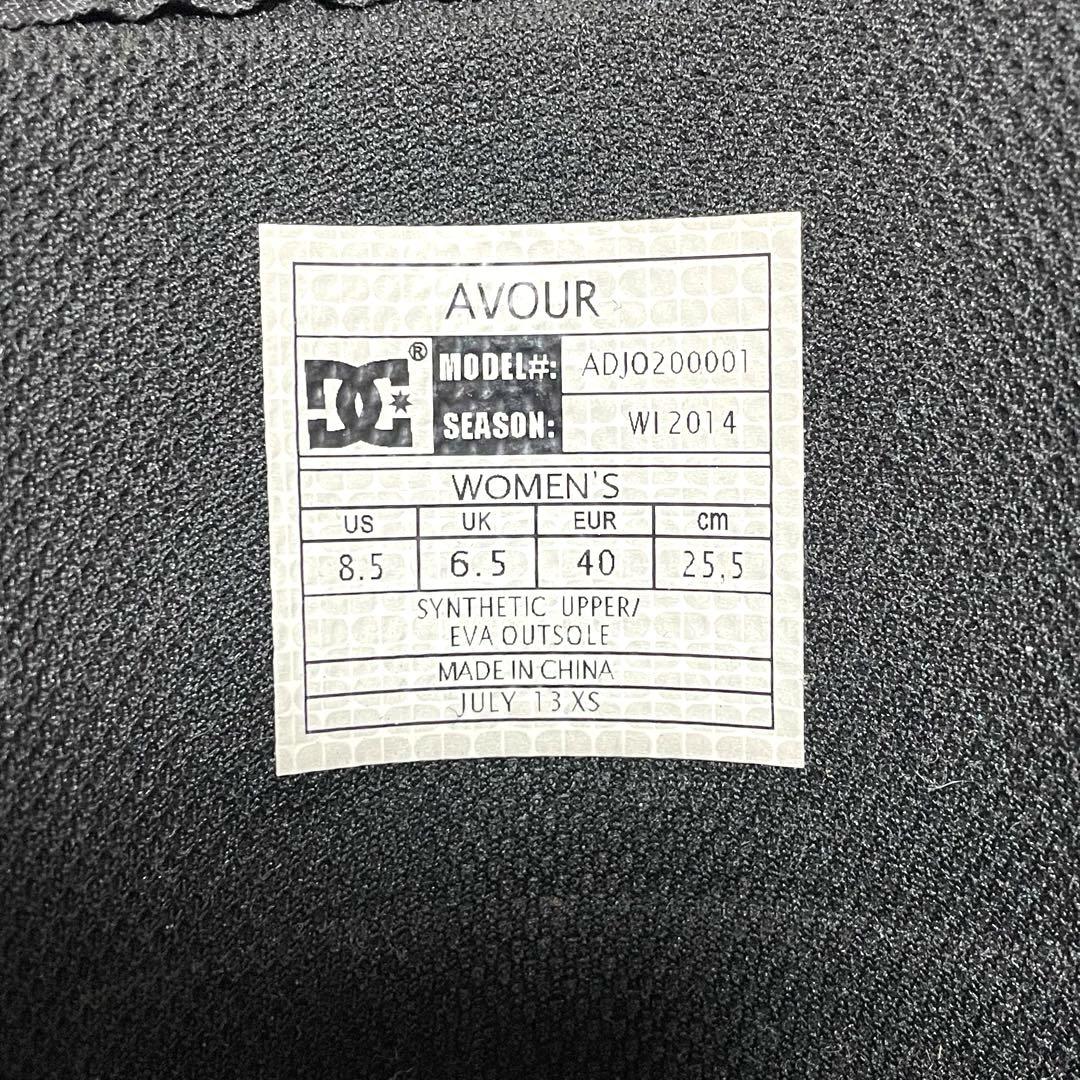 AVOUR
DC®
MODEL#: ADJO200001
SEASON: WI 2014
WOMEN'S
US UK EUR cm
8.5 6.5 40 25.5
SYNTHETIC UPPER/
EVA OUTSOLE
MADE IN CHINA
JULY 13 XS